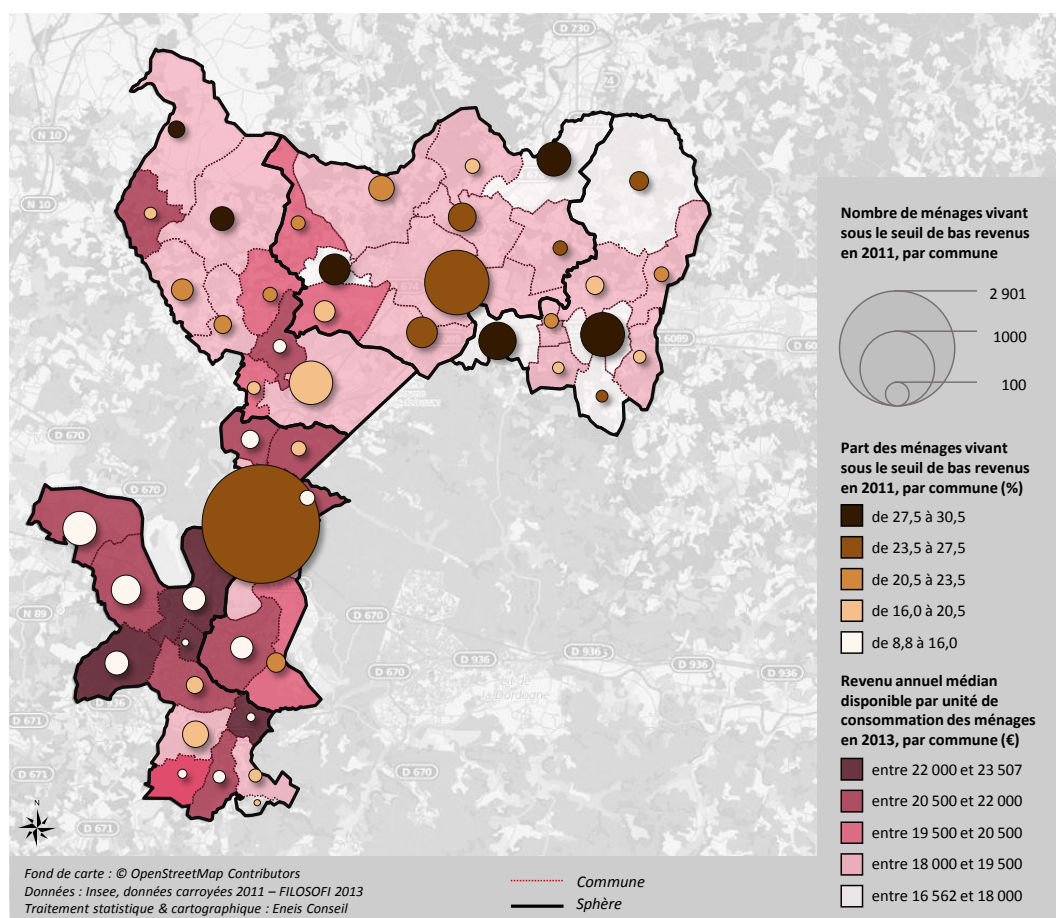 D 730
N 10
N 10
D 670
D 670
N 89
D 670
D 936
D 936
D 936
D 936
D 670
D 670
D 671
D 671
D 671
6089
674
24
Nombre de ménages vivant
sous le seuil de bas revenus
en 2011, par commune
2 901
1000
100
Part des ménages vivant
sous le seuil de bas revenus
en 2011, par commune (%)
de 27,5 à 30,5
de 23,5 à 27,5
de 20,5 à 23,5
de 16,0 à 20,5
de 8,8 à 16,0
Revenu annuel médian
disponible par unité de
consommation des ménages
en 2013, par commune (€)
entre 22 000 et 23 507
entre 20 500 et 22 000
entre 19 500 et 20 500
entre 18 000 et 19 500
entre 16 562 et 18 000
N
Fond de carte : © OpenStreetMap Contributors
Données : Insee, données carroyées 2011 – FILOSOFI 2013
Traitement statistique & cartographique : Eneis Conseil
Commune
Sphère